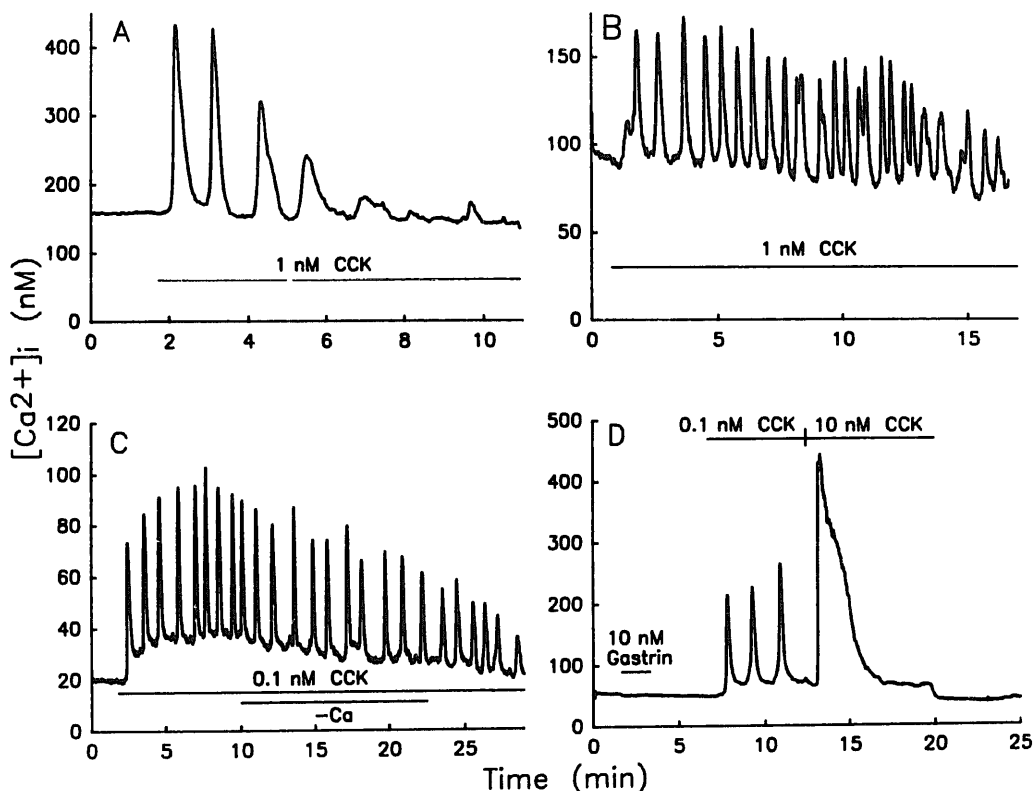 A
400
300
200
100
0
1 nM CCK
0 2 4 6 8 10
B
150
100
50
0
1 nM CCK
0 5 10 15
[Ca2+]i (nM)
C
120
100
80
60
40
20
0
0.1 nM CCK
-Ca
0 5 10 15 20 25
D
500
400
300
200
100
0
0.1 nM CCK 10 nM CCK
10 nM
Gastrin
0 5 10 15 20 25
Time (min)